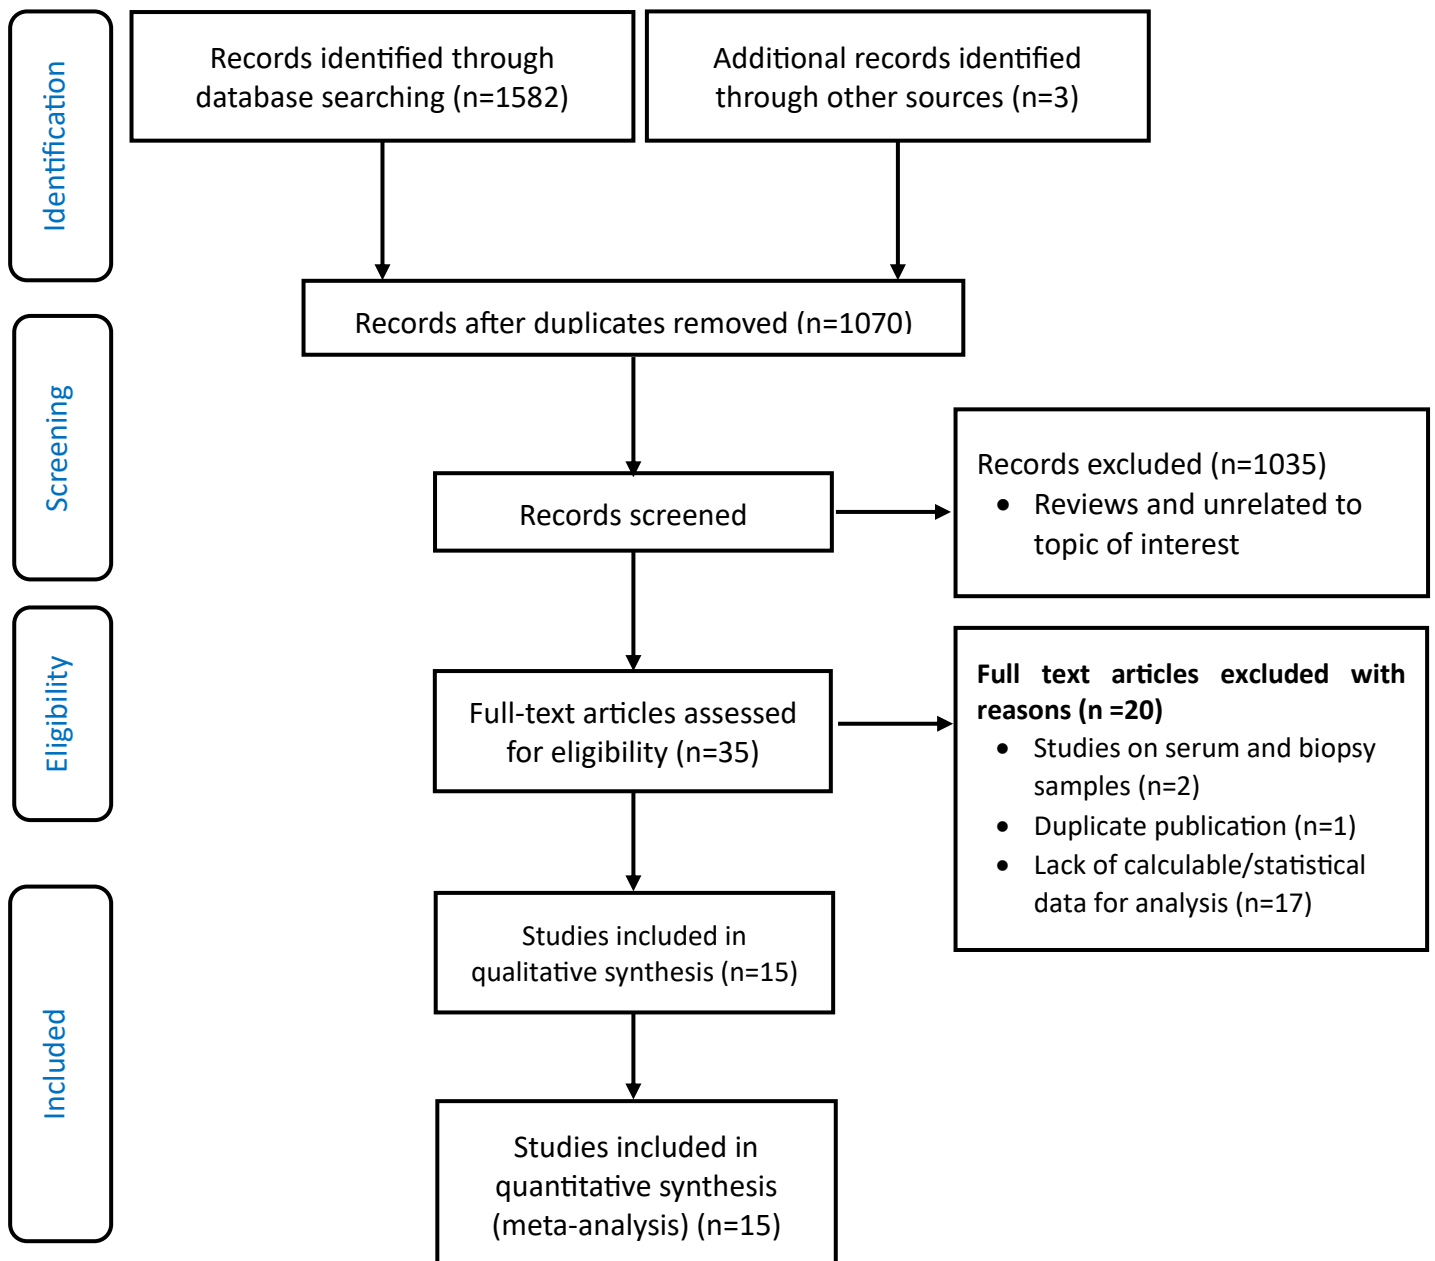 Identification
Records identified through
database searching (n=1582)
Additional records identified
through other sources (n=3)
Records after duplicates removed (n=1070)
Screening
Records screened
Records excluded (n=1035)
• Reviews and unrelated to
topic of interest
Eligibility
Full-text articles assessed
for eligibility (n=35)
Full text articles excluded with
reasons (n =20)
• Studies on serum and biopsy
samples (n=2)
• Duplicate publication (n=1)
• Lack of calculable/statistical
data for analysis (n=17)
Included
Studies included in
qualitative synthesis (n=15)
Studies included in
quantitative synthesis
(meta-analysis) (n=15)